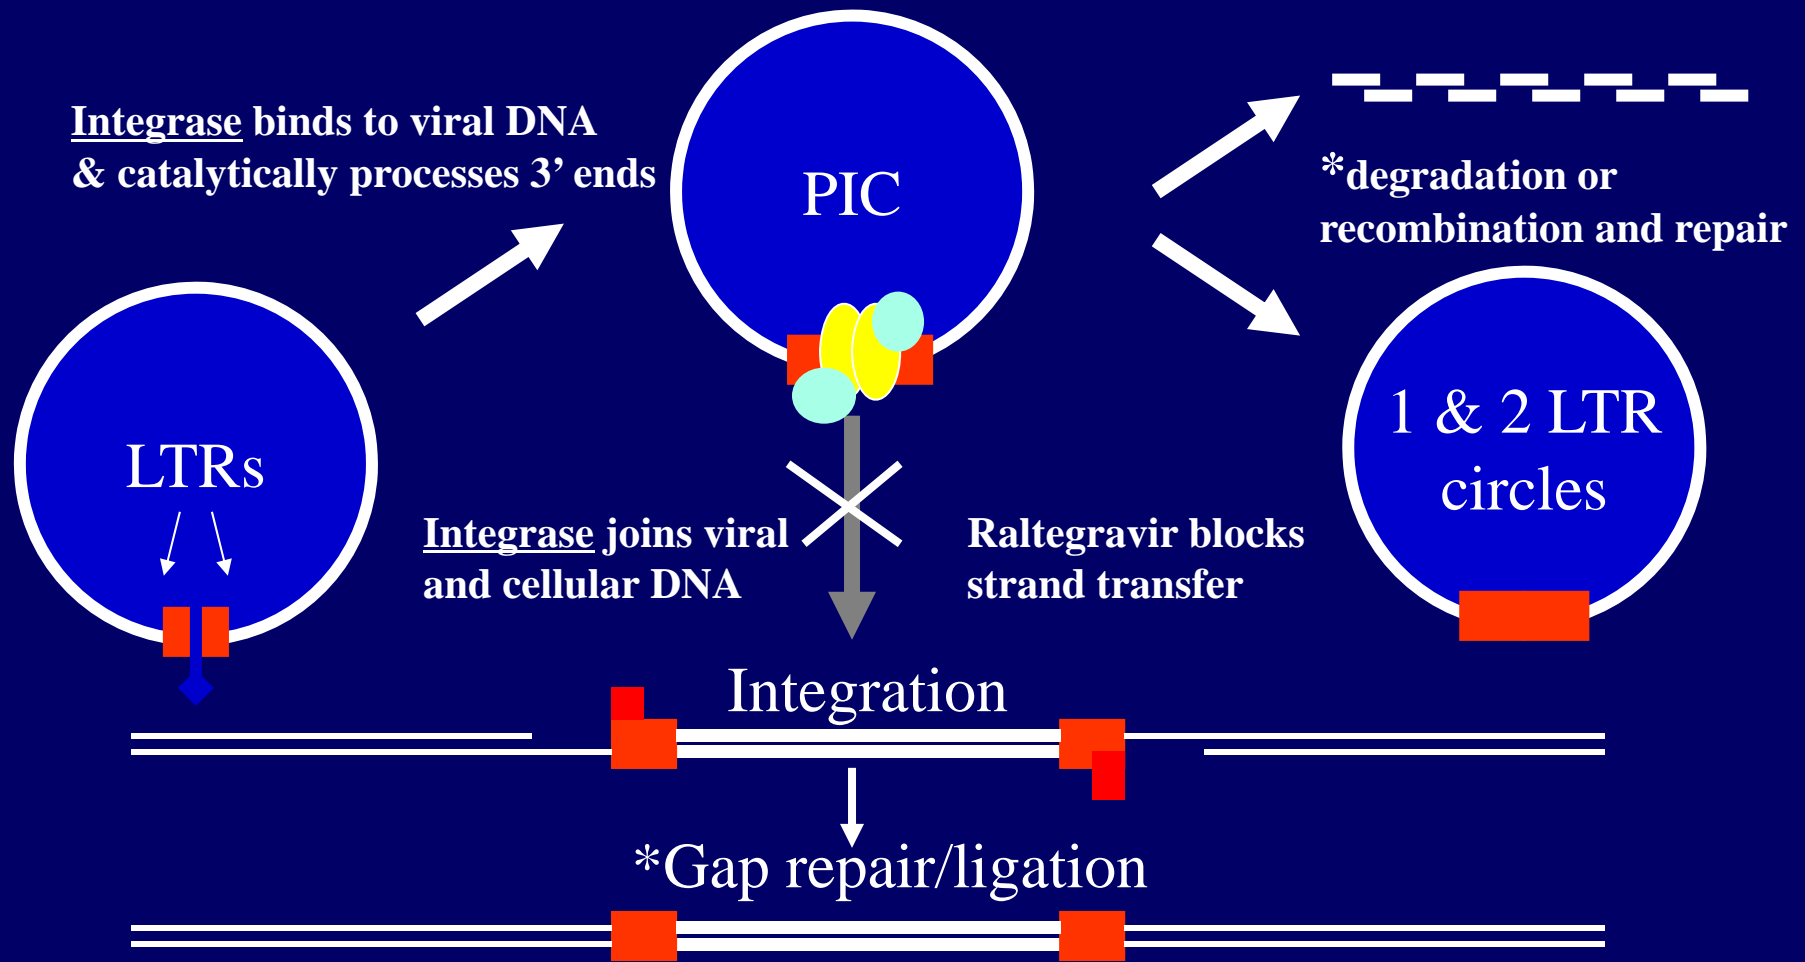 Integrase binds to viral DNA
& catalytically processes 3’ ends
PIC
*degradation or
recombination and repair
LTRs
1 & 2 LTR
circles
Integrase joins viral
and cellular DNA
Raltegravir blocks
strand transfer
Integration
*Gap repair/ligation